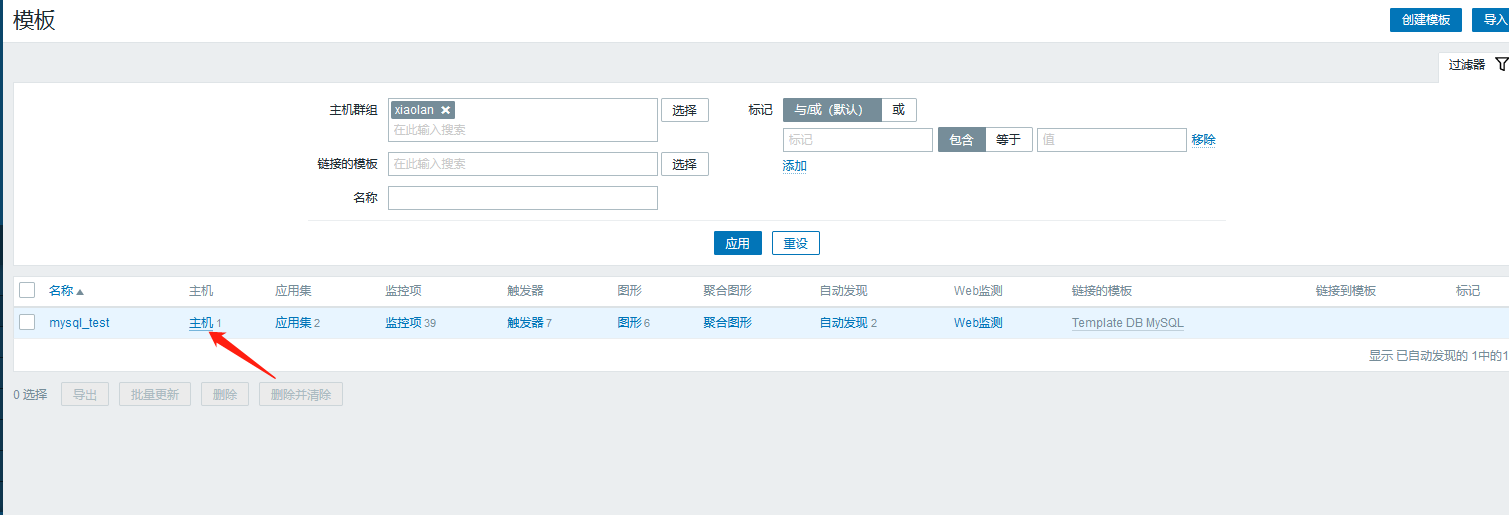 模板
创建模板
导入
过滤器
主机群组 xiaolan 选择
在此输入搜索
链接的模板 在此输入搜索 选择
名称
标记 与/或（默认） 或
标记 包含 等于 值 移除
添加
应用 重设
名称 主机 应用集 监控项 触发器 图形 聚合图形 自动发现 Web监测 链接的模板 链接到模板 标记
mysql_test 主机 1 应用集 2 监控项 39 触发器 7 图形 6 聚合图形 自动发现 2 Web监测 Template DB MySQL
显示 已自动发现的 1中的1
0 选择 导出 批量更新 删除 删除并清除